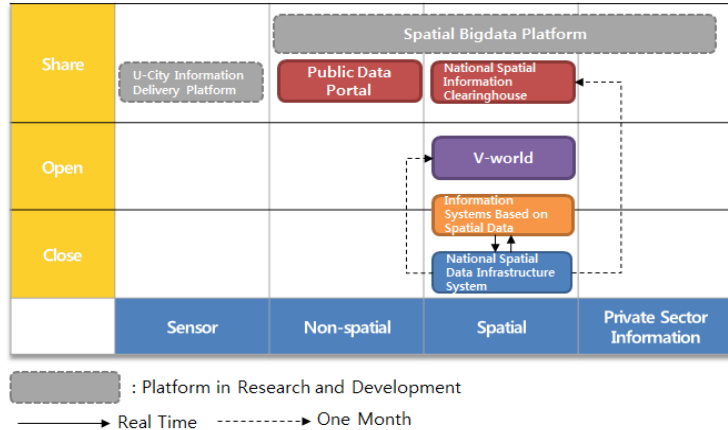 Share
Spatial Bigdata Platform
U-City Information
Delivery Platform
Public Data
Portal
National Spatial
Information
Clearinghouse
Open
V-world
Information
Systems Based on
Spatial Data
Close
National Spatial
Data Infrastructure
System
Sensor
Non-spatial
Spatial
Private Sector
Information
: Platform in Research and Development
Real Time
One Month